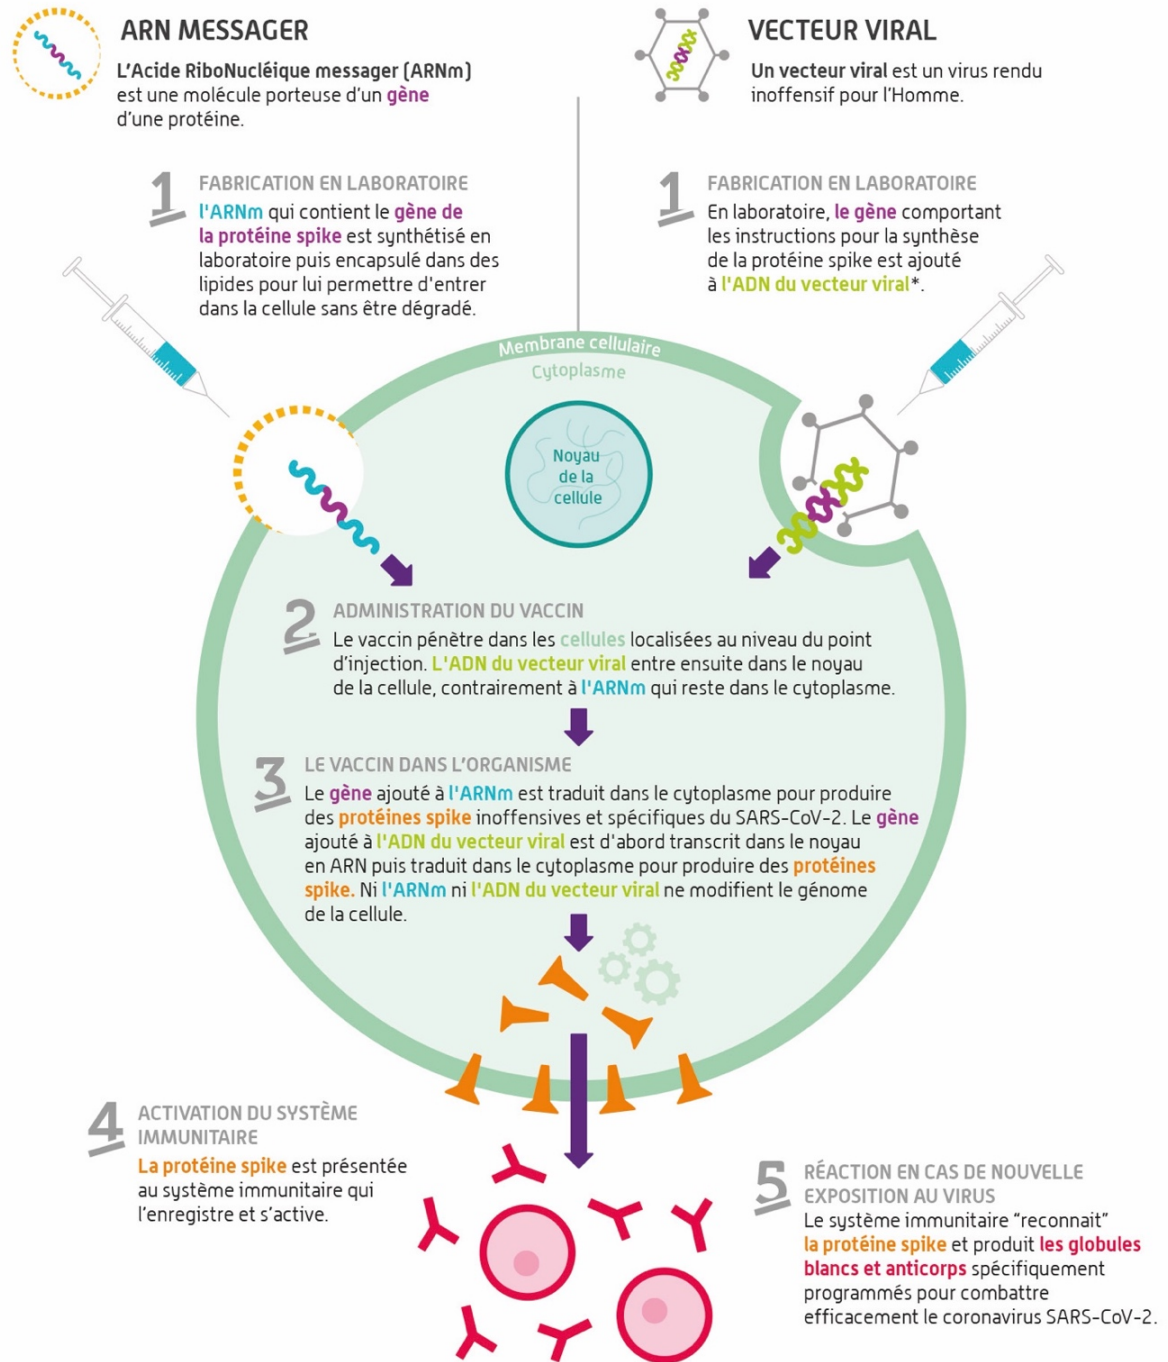 ARN MESSAGER
L'Acide RiboNucléique messager (ARNm)
est une molécule porteuse d'un gène
d'une protéine.
VECTEUR VIRAL
Un vecteur viral est un virus rendu
inoffensif pour l'Homme.
1
FABRICATION EN LABORATOIRE
l'ARNm qui contient le gène de
la protéine spike est synthétisé en
laboratoire puis encapsulé dans des
lipides pour lui permettre d'entrer
dans la cellule sans être dégradé.
1
FABRICATION EN LABORATOIRE
En laboratoire, le gène comportant
les instructions pour la synthèse
de la protéine spike est ajouté
à l'ADN du vecteur viral*.
Membrane cellulaire
Cytoplasme
Noyau
de la
cellule
2
ADMINISTRATION DU VACCIN
Le vaccin pénètre dans les cellules localisées au niveau du point
d'injection. L'ADN du vecteur viral entre ensuite dans le noyau
de la cellule, contrairement à l'ARNm qui reste dans le cytoplasme.
3
LE VACCIN DANS L'ORGANISME
Le gène ajouté à l'ARNm est traduit dans le cytoplasme pour produire
des protéines spike inoffensives et spécifiques du SARS-CoV-2. Le gène
ajouté à l'ADN du vecteur viral est d'abord transcrit dans le noyau
en ARN puis traduit dans le cytoplasme pour produire des protéines
spike. Ni l'ARNm ni l'ADN du vecteur viral ne modifient le génome
de la cellule.
4
ACTIVATION DU SYSTÈME
IMMUNITAIRE
La protéine spike est présentée
au système immunitaire qui
l'enregistre et s'active.
5
RÉACTION EN CAS DE NOUVELLE
EXPOSITION AU VIRUS
Le système immunitaire "reconnait"
la protéine spike et produit les globules
blancs et anticorps spécifiquement
programmés pour combattre
efficacement le coronavirus SARS-CoV-2.